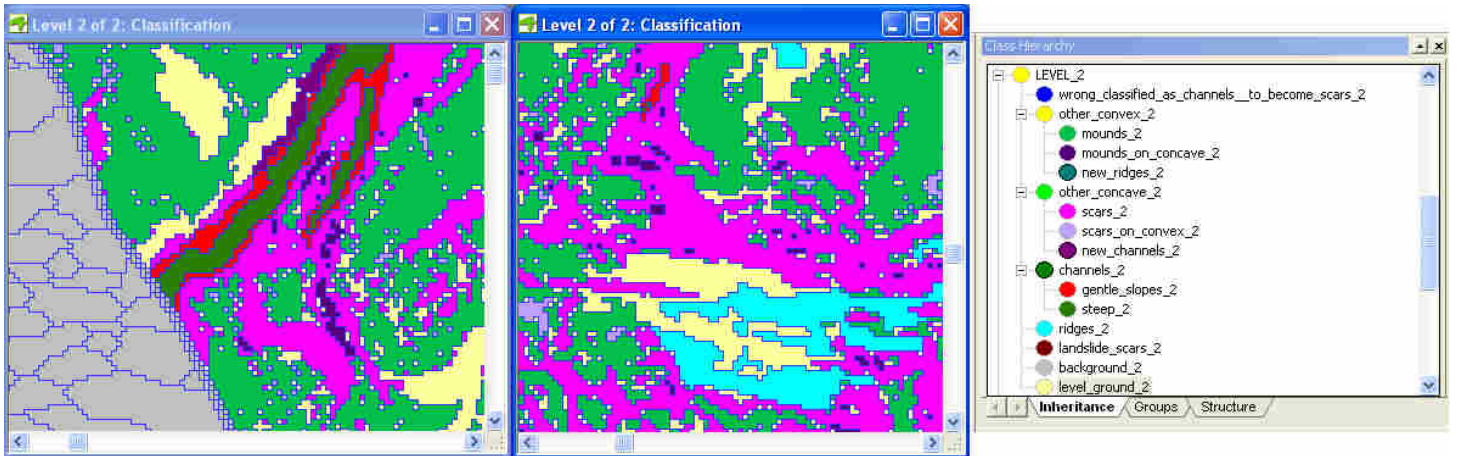 Level 2 of 2: Classification
Level 2 of 2: Classification
Class Hierarchy
LEVEL_2
wrong_classified_as_channels__to_become_scars_2
other_convex_2
mounds_2
mounds_on_concave_2
new_ridges_2
other_concave_2
scars_2
scars_on_convex_2
new_channels_2
channels_2
gentle_slopes_2
steep_2
ridges_2
landslide_scars_2
background_2
level_ground_2
Inheritance Groups Structure